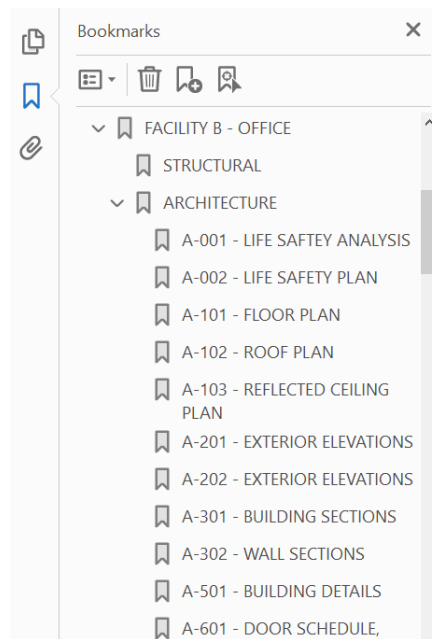 Bookmarks
FACILITY B - OFFICE
STRUCTURAL
ARCHITECTURE
A-001 - LIFE SAFTEY ANALYSIS
A-002 - LIFE SAFETY PLAN
A-101 - FLOOR PLAN
A-102 - ROOF PLAN
A-103 - REFLECTED CEILING
PLAN
A-201 - EXTERIOR ELEVATIONS
A-202 - EXTERIOR ELEVATIONS
A-301 - BUILDING SECTIONS
A-302 - WALL SECTIONS
A-501 - BUILDING DETAILS
A-601 - DOOR SCHEDULE,